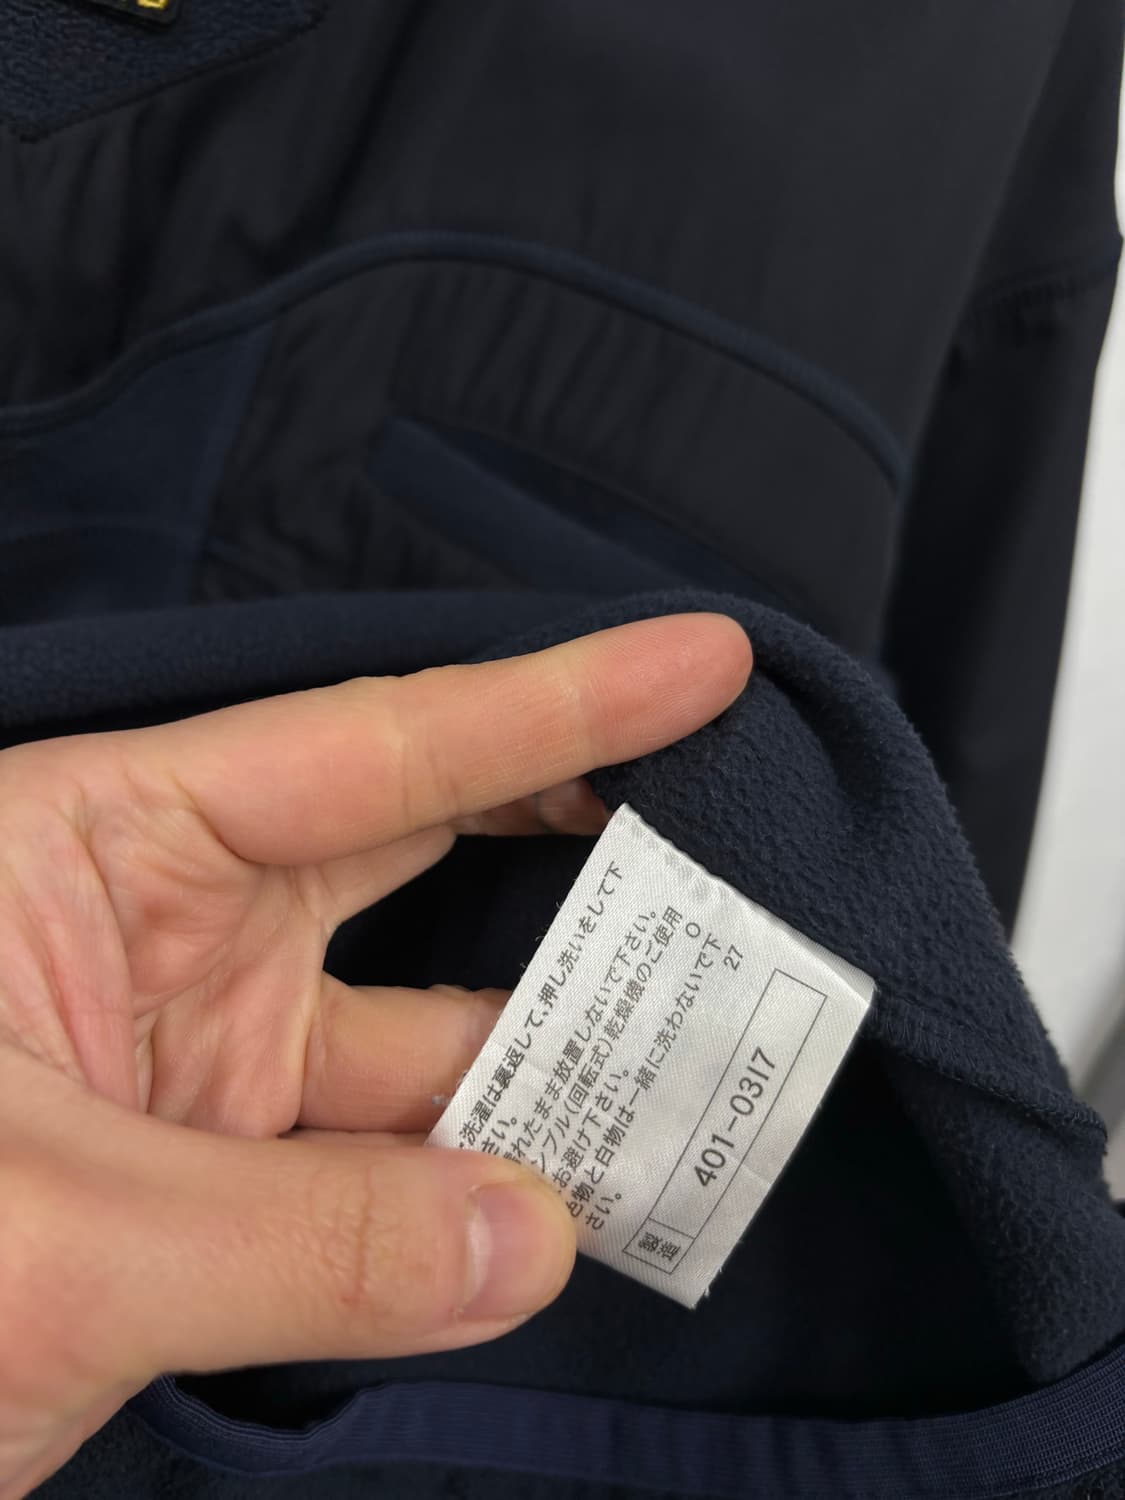 洗濯は裏返して、押し洗いをして下
さい。
濡れたまま放置しないで下さい。
ンブル(回転式)乾燥機のご使用
お避け下さい。
色物と白物は一緒に洗わないで下
さい。
O
27
製造
401-0317